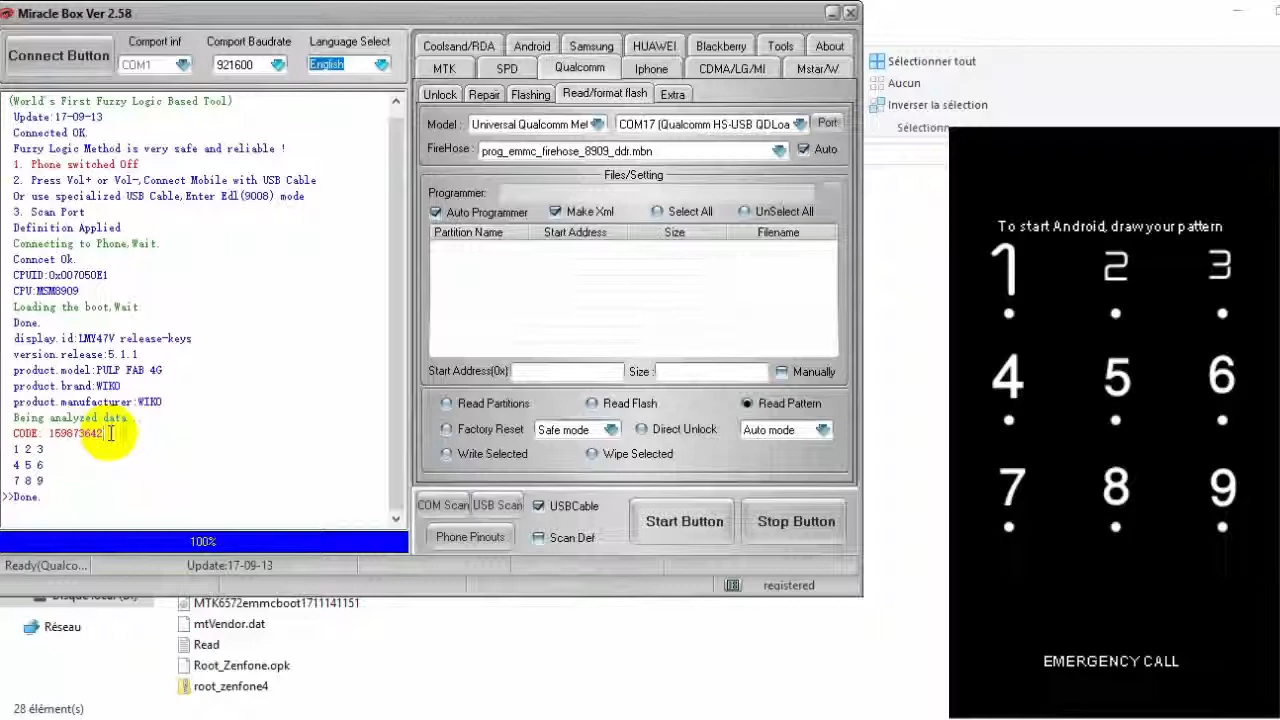 Miracle Box Ver 2.58
Connect Button
Comport inf
Comport Baudrate
Language Select
COM1
921600
English
(World's First Fuzzy Logic Based Tool)
Update:17-09-13
Connected OK.
Fuzzy Logic Method is very safe and reliable !
1. Phone switched Off
2. Press Vol+ or Vol-,Connect Mobile with USB Cable
Or use specialized USB Cable,Enter Edl(9008) mode
3. Scan Port
Definition Applied
Connecting to Phone,Wait.
Conncet Ok.
CPUID:0x007050E1
CPU:MSM8909
Loading the boot,Wait
Done.
display.id:LMY47V release-keys
version.release:5.1.1
product.model:PULP FAB 4G
product.brand:WIKO
product.manufacturer:WIKO
Being analyzed data
CODE: 159873642
1 2 3
4 5 6
7 8 9
>>Done.
100%
Ready(Qualco...
Update:17-09-13
registered
Coolsand/RDA
Android
Samsung
HUAWEI
Blackberry
Tools
About
MTK
SPD
Qualcomm
Iphone
CDMA/LG/MI
Mstar/W
Unlock
Repair
Flashing
Read/format flash
Extra
Model :
Universal Qualcomm Met
COM17 (Qualcomm HS-USB QDLoa
Port
FireHose :
prog_emmc_firehose_8909_ddr.mbn
Auto
Files/Setting
Programmer:
Auto Programmer
Make Xml
Select All
UnSelect All
Partition Name
Start Address
Size
Filename
Start Address(0x)
Size :
Manually
Read Partitions
Read Flash
Read Pattern
Factory Reset
Safe mode
Direct Unlock
Auto mode
Write Selected
Wipe Selected
COM Scan
USB Scan
USBCable
Start Button
Stop Button
Phone Pinouts
Scan Def
Sélectionner tout
Aucun
Inverser la sélection
Sélectionn
To start Android, draw your pattern
1 2 3
4 5 6
7 8 9
EMERGENCY CALL
Réseau
MTK6572emmcboot1711141151
mtVendor.dat
Read
Root_Zenfone.opk
root_zenfone4
28 élément(s)